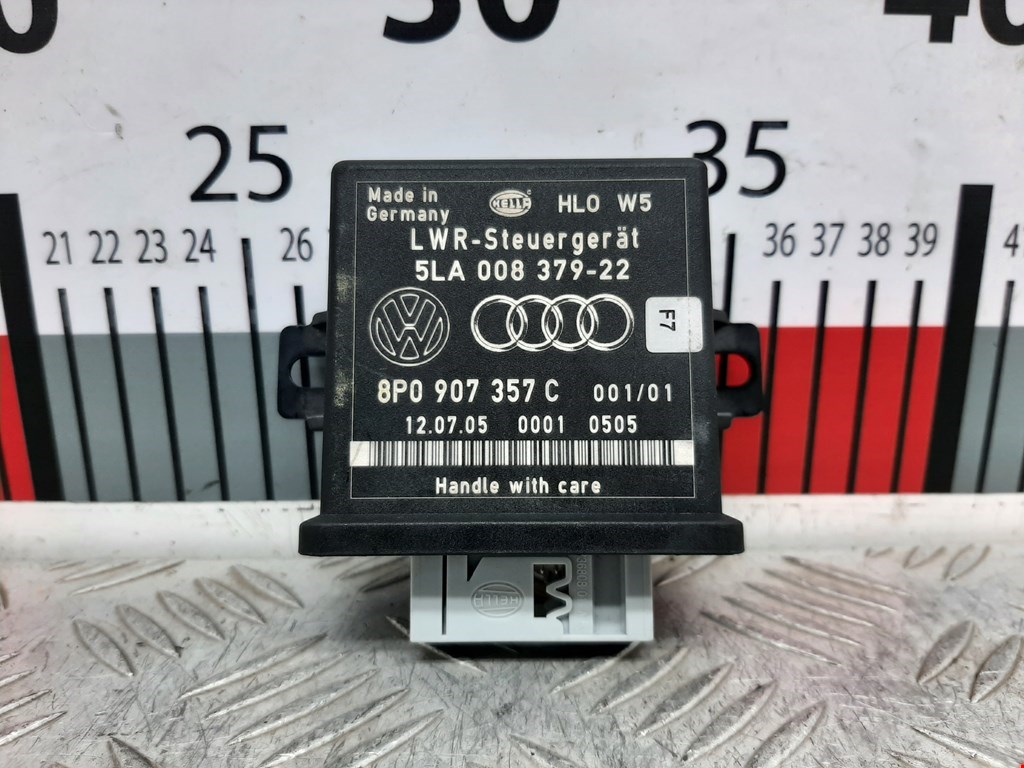 25
35
21 22 23 24 26 36 37 38 39
Made in
Germany
HELLA HLO W5
LWR-Steuergerät
5LA 008 379-22
F7
8P0 907 357 C 001/01
12.07.05 0001 0505
Handle with care
HELLA